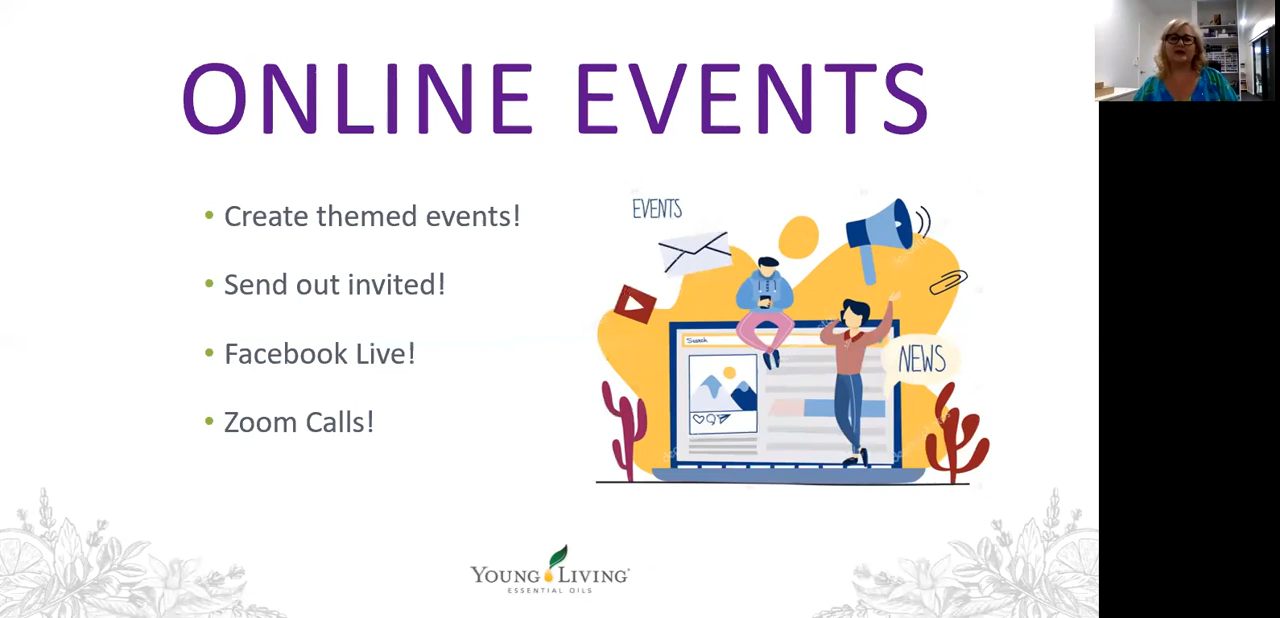 ONLINE EVENTS
• Create themed events!
• Send out invited!
• Facebook Live!
• Zoom Calls!
EVENTS
Search
NEWS
YOUNG LIVING
ESSENTIAL OILS